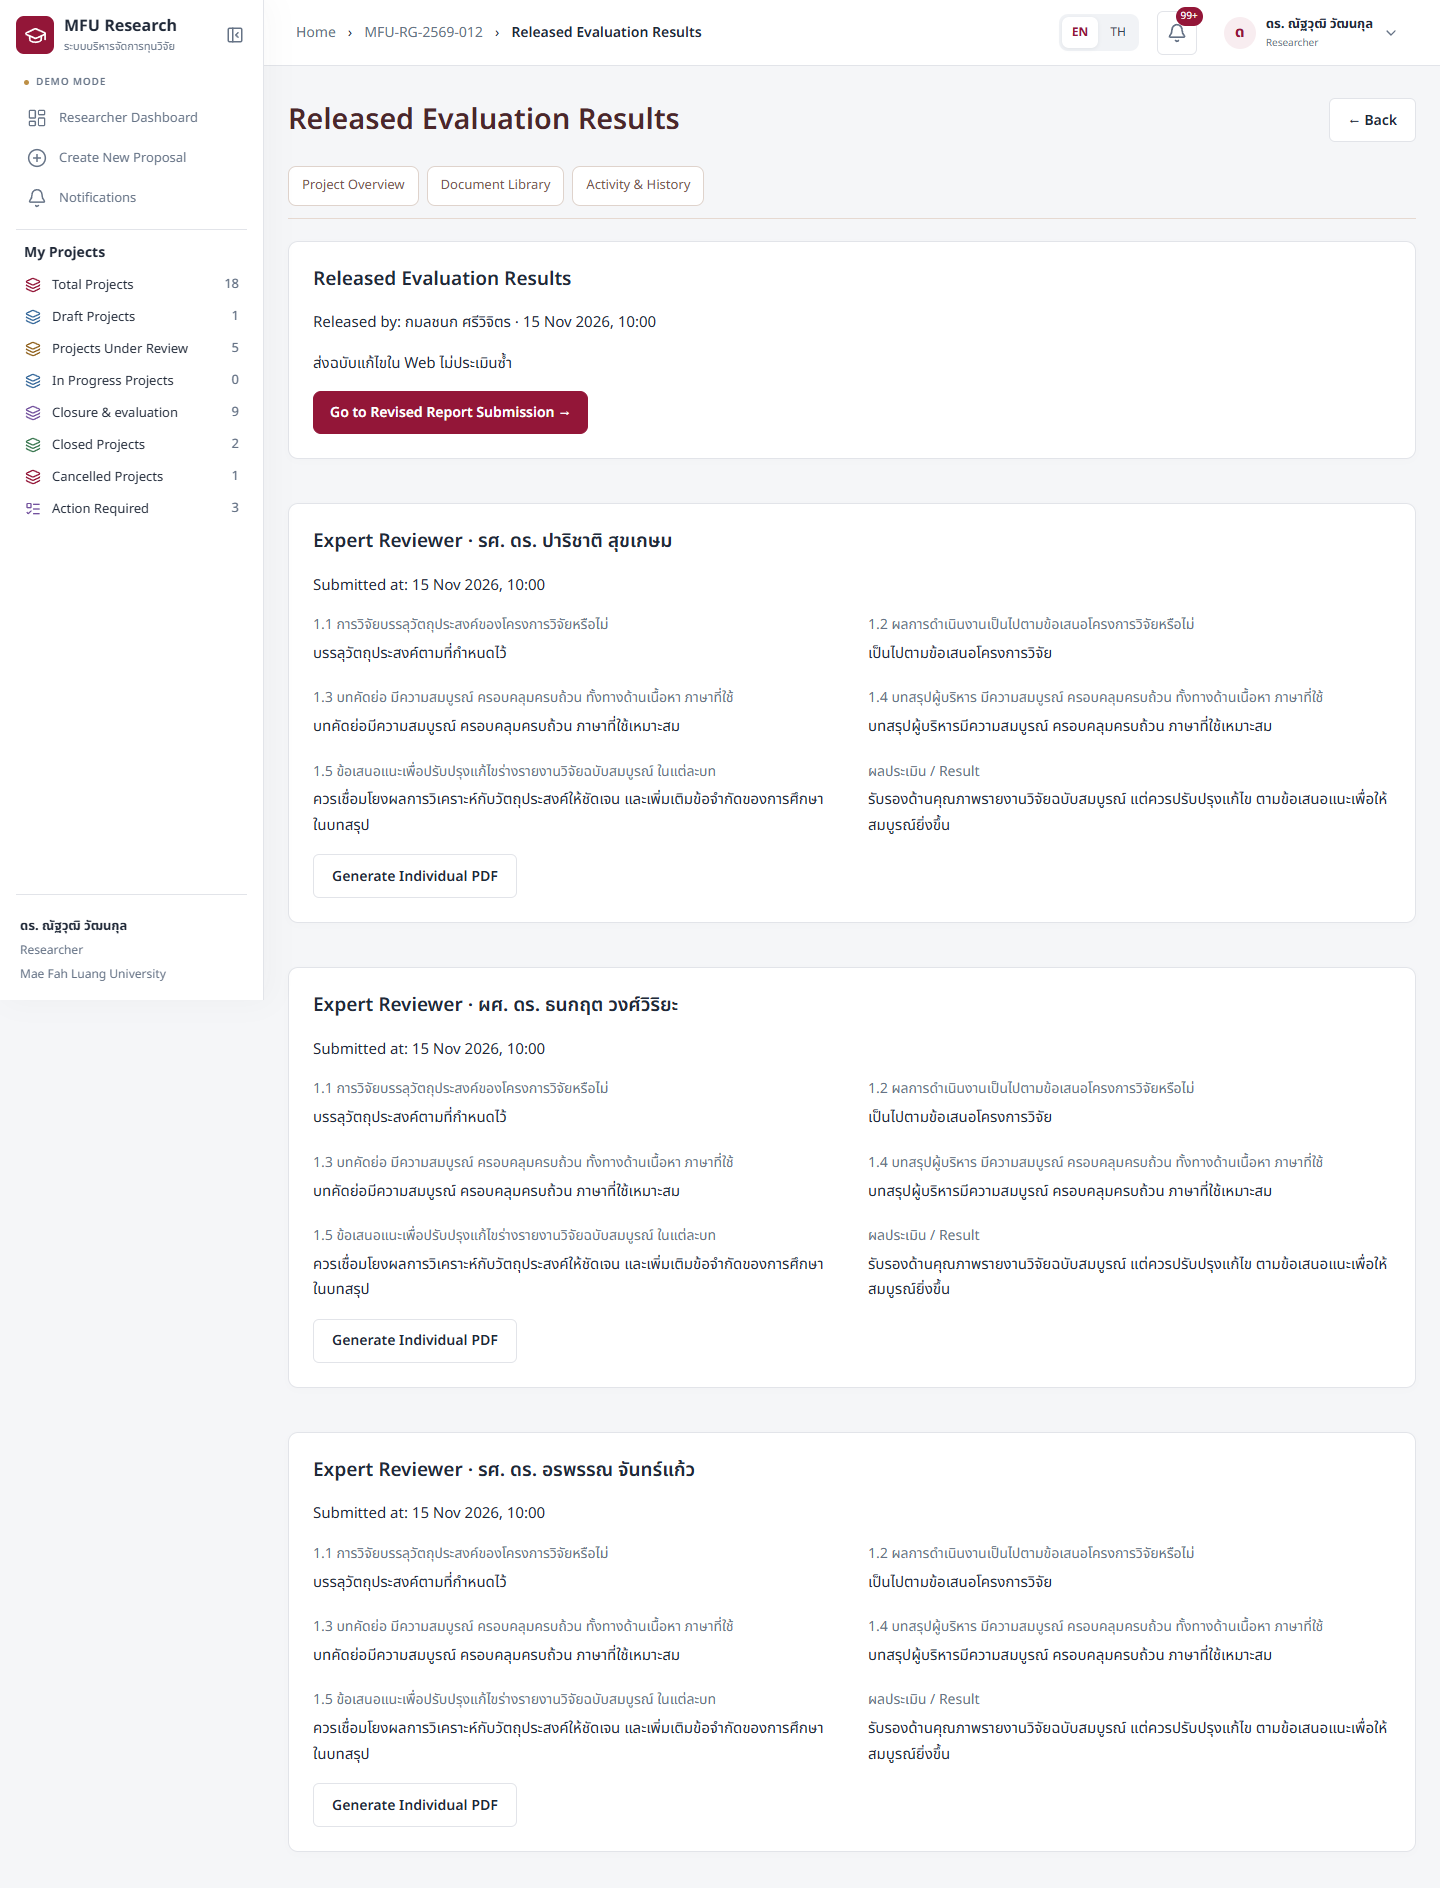 MFU Research
ระบบบริหารจัดการทุนวิจัย
DEMO MODE
Researcher Dashboard
Create New Proposal
Notifications
My Projects
Total Projects 18
Draft Projects 1
Projects Under Review 5
In Progress Projects 0
Closure & evaluation 9
Closed Projects 2
Cancelled Projects 1
Action Required 3
ดร. ณัฐวุฒิ วัฒนกุล
Researcher
Mae Fah Luang University
Home › MFU-RG-2569-012 › Released Evaluation Results
EN TH
99+
ด
ดร. ณัฐวุฒิ วัฒนกุล
Researcher
Released Evaluation Results
← Back
Project Overview
Document Library
Activity & History
Released Evaluation Results
Released by: กมลชนก ศรีวิจิตร · 15 Nov 2026, 10:00
ส่งฉบับแก้ไขใน Web ไม่ประเมินซ้ำ
Go to Revised Report Submission →
Expert Reviewer · รศ. ดร. ปาริชาติ สุขเกษม
Submitted at: 15 Nov 2026, 10:00
1.1 การวิจัยบรรลุวัตถุประสงค์ของโครงการวิจัยหรือไม่
บรรลุวัตถุประสงค์ตามที่กำหนดไว้
1.2 ผลการดำเนินงานเป็นไปตามข้อเสนอโครงการวิจัยหรือไม่
เป็นไปตามข้อเสนอโครงการวิจัย
1.3 บทคัดย่อ มีความสมบูรณ์ ครอบคลุมครบถ้วน ทั้งทางด้านเนื้อหา ภาษาที่ใช้
บทคัดย่อมีความสมบูรณ์ ครอบคลุมครบถ้วน ภาษาที่ใช้เหมาะสม
1.4 บทสรุปผู้บริหาร มีความสมบูรณ์ ครอบคลุมครบถ้วน ทั้งทางด้านเนื้อหา ภาษาที่ใช้
บทสรุปผู้บริหารมีความสมบูรณ์ ครอบคลุมครบถ้วน ภาษาที่ใช้เหมาะสม
1.5 ข้อเสนอแนะเพื่อปรับปรุงแก้ไขร่างรายงานวิจัยฉบับสมบูรณ์ ในแต่ละบท
ควรเชื่อมโยงผลการวิเคราะห์กับวัตถุประสงค์ให้ชัดเจน และเพิ่มเติมข้อจำกัดของการศึกษา
ในบทสรุป
ผลประเมิน / Result
รับรองด้านคุณภาพรายงานวิจัยฉบับสมบูรณ์ แต่ควรปรับปรุงแก้ไข ตามข้อเสนอแนะเพื่อให้
สมบูรณ์ยิ่งขึ้น
Generate Individual PDF
Expert Reviewer · ผศ. ดร. ธนกฤต วงศ์วิริยะ
Submitted at: 15 Nov 2026, 10:00
1.1 การวิจัยบรรลุวัตถุประสงค์ของโครงการวิจัยหรือไม่
บรรลุวัตถุประสงค์ตามที่กำหนดไว้
1.2 ผลการดำเนินงานเป็นไปตามข้อเสนอโครงการวิจัยหรือไม่
เป็นไปตามข้อเสนอโครงการวิจัย
1.3 บทคัดย่อ มีความสมบูรณ์ ครอบคลุมครบถ้วน ทั้งทางด้านเนื้อหา ภาษาที่ใช้
บทคัดย่อมีความสมบูรณ์ ครอบคลุมครบถ้วน ภาษาที่ใช้เหมาะสม
1.4 บทสรุปผู้บริหาร มีความสมบูรณ์ ครอบคลุมครบถ้วน ทั้งทางด้านเนื้อหา ภาษาที่ใช้
บทสรุปผู้บริหารมีความสมบูรณ์ ครอบคลุมครบถ้วน ภาษาที่ใช้เหมาะสม
1.5 ข้อเสนอแนะเพื่อปรับปรุงแก้ไขร่างรายงานวิจัยฉบับสมบูรณ์ ในแต่ละบท
ควรเชื่อมโยงผลการวิเคราะห์กับวัตถุประสงค์ให้ชัดเจน และเพิ่มเติมข้อจำกัดของการศึกษา
ในบทสรุป
ผลประเมิน / Result
รับรองด้านคุณภาพรายงานวิจัยฉบับสมบูรณ์ แต่ควรปรับปรุงแก้ไข ตามข้อเสนอแนะเพื่อให้
สมบูรณ์ยิ่งขึ้น
Generate Individual PDF
Expert Reviewer · รศ. ดร. อรพรรณ จันทร์แก้ว
Submitted at: 15 Nov 2026, 10:00
1.1 การวิจัยบรรลุวัตถุประสงค์ของโครงการวิจัยหรือไม่
บรรลุวัตถุประสงค์ตามที่กำหนดไว้
1.2 ผลการดำเนินงานเป็นไปตามข้อเสนอโครงการวิจัยหรือไม่
เป็นไปตามข้อเสนอโครงการวิจัย
1.3 บทคัดย่อ มีความสมบูรณ์ ครอบคลุมครบถ้วน ทั้งทางด้านเนื้อหา ภาษาที่ใช้
บทคัดย่อมีความสมบูรณ์ ครอบคลุมครบถ้วน ภาษาที่ใช้เหมาะสม
1.4 บทสรุปผู้บริหาร มีความสมบูรณ์ ครอบคลุมครบถ้วน ทั้งทางด้านเนื้อหา ภาษาที่ใช้
บทสรุปผู้บริหารมีความสมบูรณ์ ครอบคลุมครบถ้วน ภาษาที่ใช้เหมาะสม
1.5 ข้อเสนอแนะเพื่อปรับปรุงแก้ไขร่างรายงานวิจัยฉบับสมบูรณ์ ในแต่ละบท
ควรเชื่อมโยงผลการวิเคราะห์กับวัตถุประสงค์ให้ชัดเจน และเพิ่มเติมข้อจำกัดของการศึกษา
ในบทสรุป
ผลประเมิน / Result
รับรองด้านคุณภาพรายงานวิจัยฉบับสมบูรณ์ แต่ควรปรับปรุงแก้ไข ตามข้อเสนอแนะเพื่อให้
สมบูรณ์ยิ่งขึ้น
Generate Individual PDF